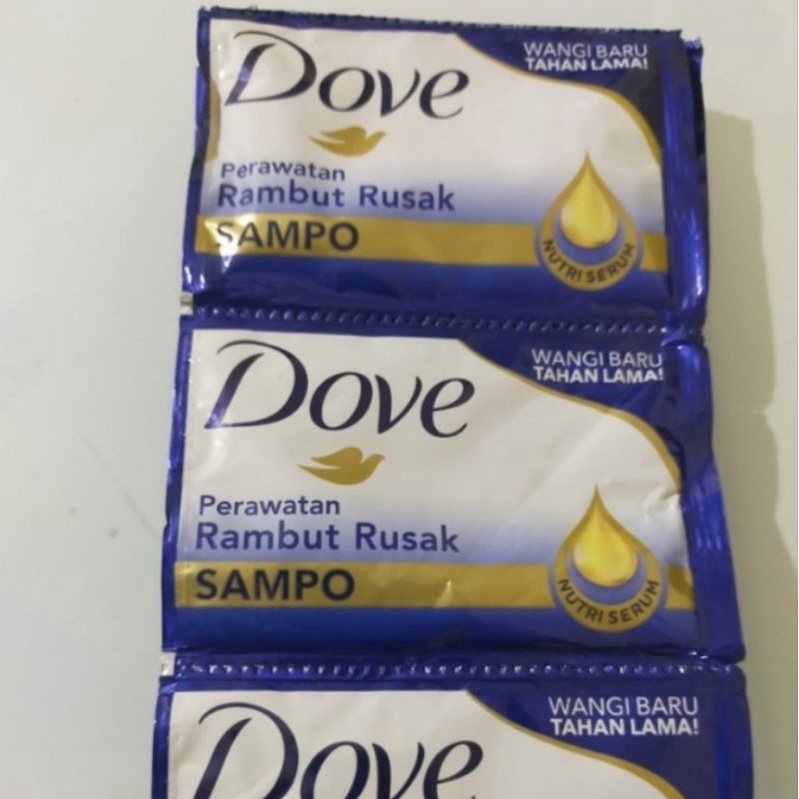 Dove
WANGI BARU
TAHAN LAMA!
Perawatan
Rambut Rusak
SAMPO
NUTRI SERUM
Dove
WANGI BARU
TAHAN LAMA!
Perawatan
Rambut Rusak
SAMPO
NUTRI SERUM
Dove
WANGI BARU
TAHAN LAMA!